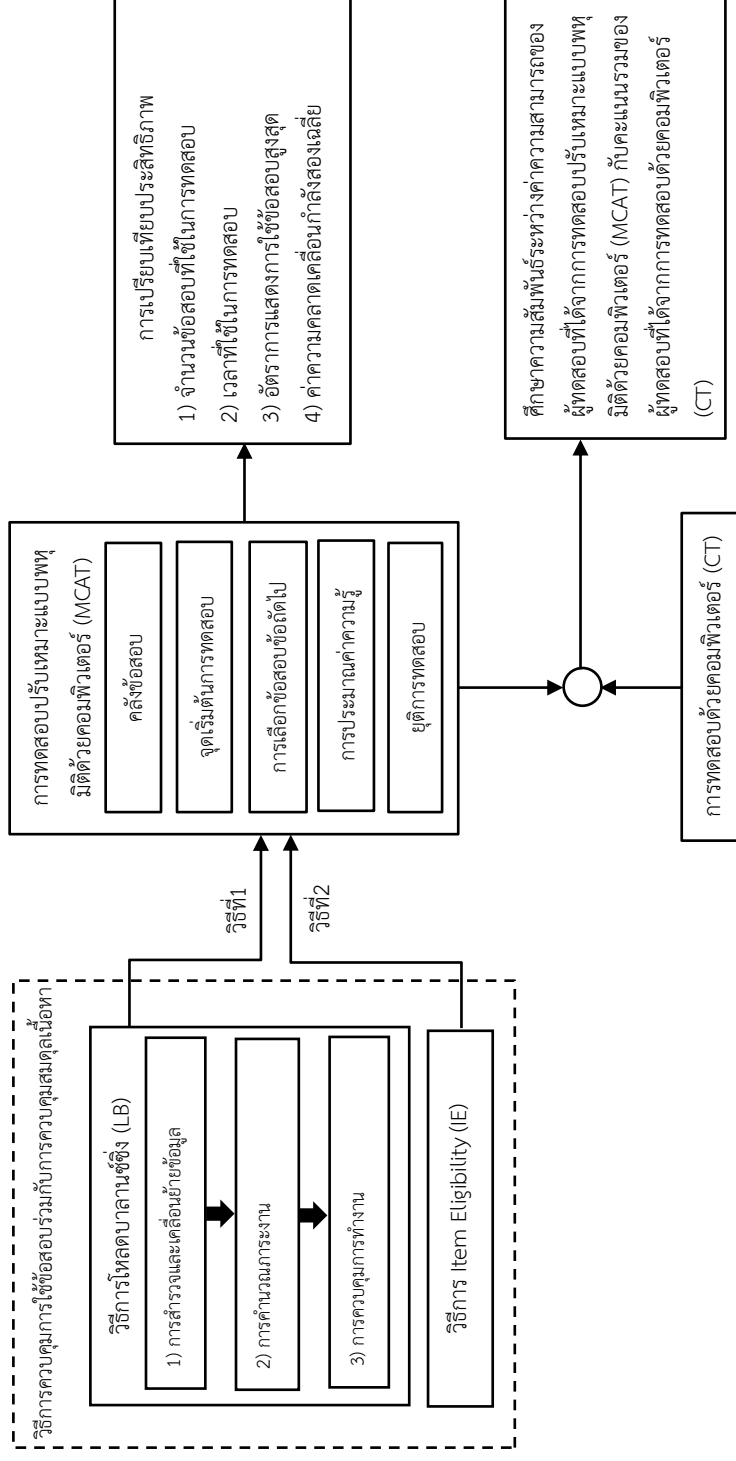 วิธีการควบคุมการใช้ข้อสอบร่วมกับการควบคุมสมดุลเนื้อหา
วิธีการโหลดบาลานซ์ซิ่ง (LB)
1) การสำรวจและเคลื่อนย้ายข้อมูล
2) การคำนวณภาระงาน
3) การควบคุมการทำงาน
วิธีการ Item Eligibility (IE)
วิธีที่1
วิธีที่2
การทดสอบปรับเหมาะแบบพหุ
มิติด้วยคอมพิวเตอร์ (MCAT)
คลังข้อสอบ
จุดเริ่มต้นการทดสอบ
การเลือกข้อสอบข้อถัดไป
การประมาณค่าความรู้
ยุติการทดสอบ
การทดสอบด้วยคอมพิวเตอร์ (CT)
การเปรียบเทียบประสิทธิภาพ
1) จำนวนข้อสอบที่ใช้ในการทดสอบ
2) เวลาที่ใช้ในการทดสอบ
3) อัตราการแสดงการใช้ข้อสอบสูงสุด
4) ค่าความคลาดเคลื่อนกำลังสองเฉลี่ย
ศึกษาความสัมพันธ์ระหว่างค่าความสามารถของ
ผู้ทดสอบที่ได้จากการทดสอบปรับเหมาะแบบพหุ
มิติด้วยคอมพิวเตอร์ (MCAT) กับคะแนนรวมของ
ผู้ทดสอบที่ได้จากการทดสอบด้วยคอมพิวเตอร์
(CT)